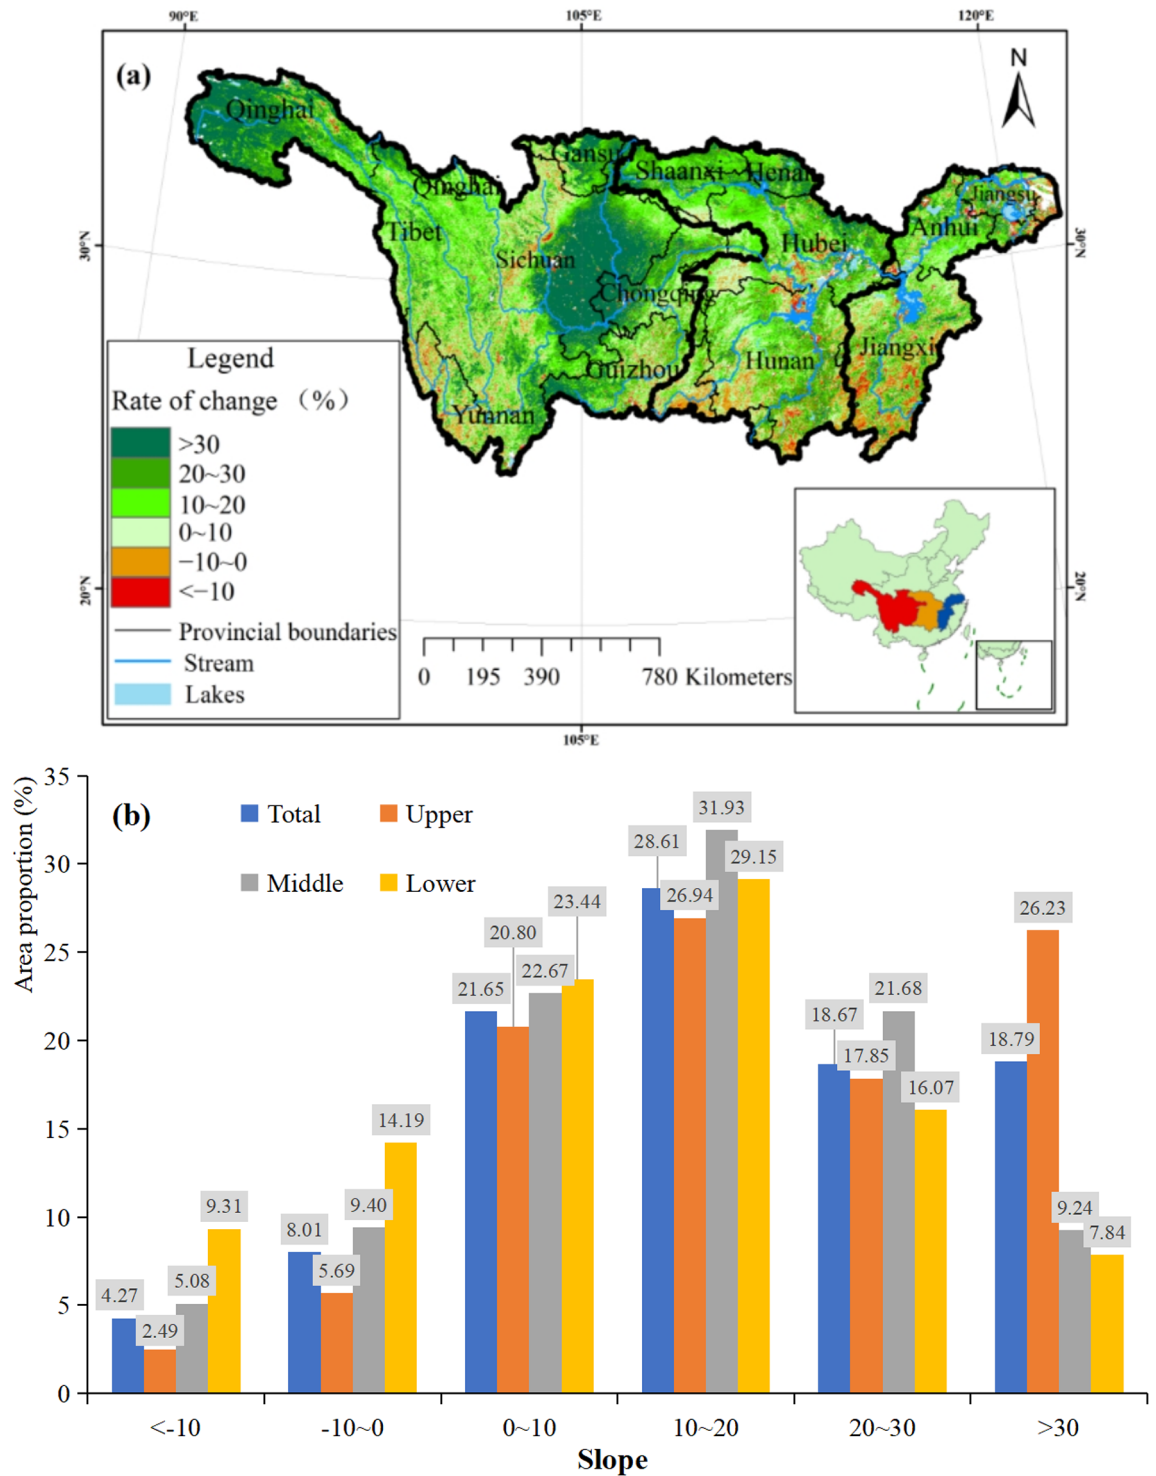 90°E 105°E 120°E
(a)
N
Qinghai
Gansu
Shaanxi Henan
Qinghai
Jiangsu
Tibet
Anhui
Hubei
30°N
30°N
Sichuan
Chongqing
Hunan
Jiangxi
Guizhou
Yunnan
Legend
Rate of change （%）
>30
20~30
10~20
0~10
−10~0
<−10
20°N
20°N
Provincial boundaries
Stream
Lakes
0 195 390 780 Kilometers
105°E
(b)
Area proportion (%)
35
30
25
20
15
10
5
0
Total Upper
Middle Lower
4.27 2.49 5.08 9.31
8.01 5.69 9.40 14.19
21.65 20.80 22.67 23.44
28.61 26.94 31.93 29.15
18.67 17.85 21.68 16.07
18.79 26.23 9.24 7.84
<-10 -10~0 0~10 10~20 20~30 >30
Slope